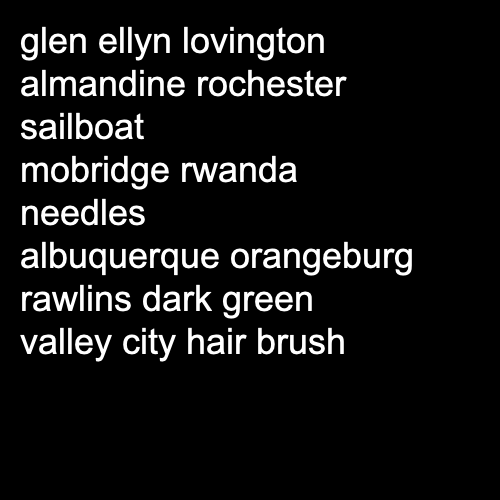 glen ellyn lovington
almandine rochester
sailboat
mobridge rwanda
needles
albuquerque orangeburg
rawlins dark green
valley city hair brush